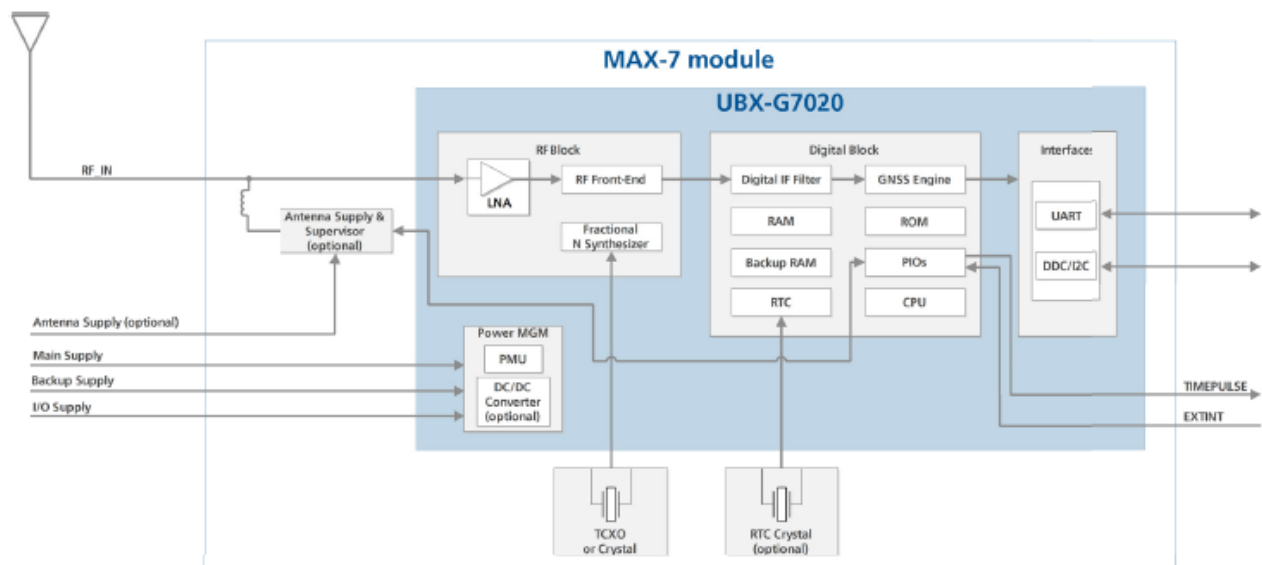 MAX-7 module
UBX-G7020
RF Block
Digital Block
Interfaces
RF_IN
LNA
RF Front-End
Digital IF Filter
GNSS Engine
UART
Antenna Supply &
Supervisor
(optional)
Fractional
N Synthesizer
RAM
ROM
Backup RAM
PIOs
DDC/I2C
RTC
CPU
Antenna Supply (optional)
Power MGM
Main Supply
PMU
Backup Supply
DC/DC
Converter
(optional)
I/O Supply
TIMEPULSE
EXTINT
TCXO
or Crystal
RTC Crystal
(optional)